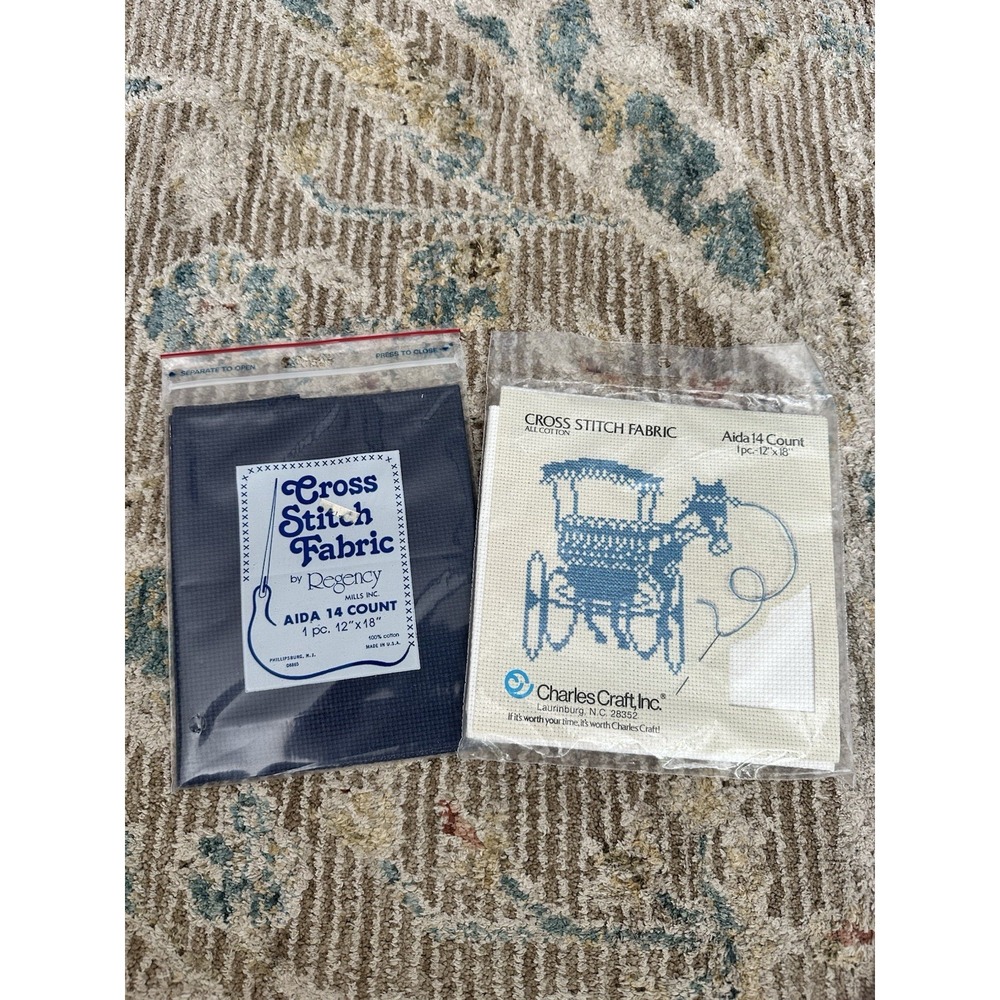 SEPARATE TO OPEN
PRESS TO CLOSE
Cross
Stitch
Fabric
by Regency
MILLS INC.
AIDA 14 COUNT
1 pc. 12"x18"
100% cotton
MADE IN U.S.A.
PHILLIPSBURG, N.J.
08865
CROSS STITCH FABRIC
ALL COTTON
Aida 14 Count
1 pc.-12"x 18"
Charles Craft, Inc.®
Laurinburg, N.C. 28352
If it's worth your time, it's worth Charles Craft!